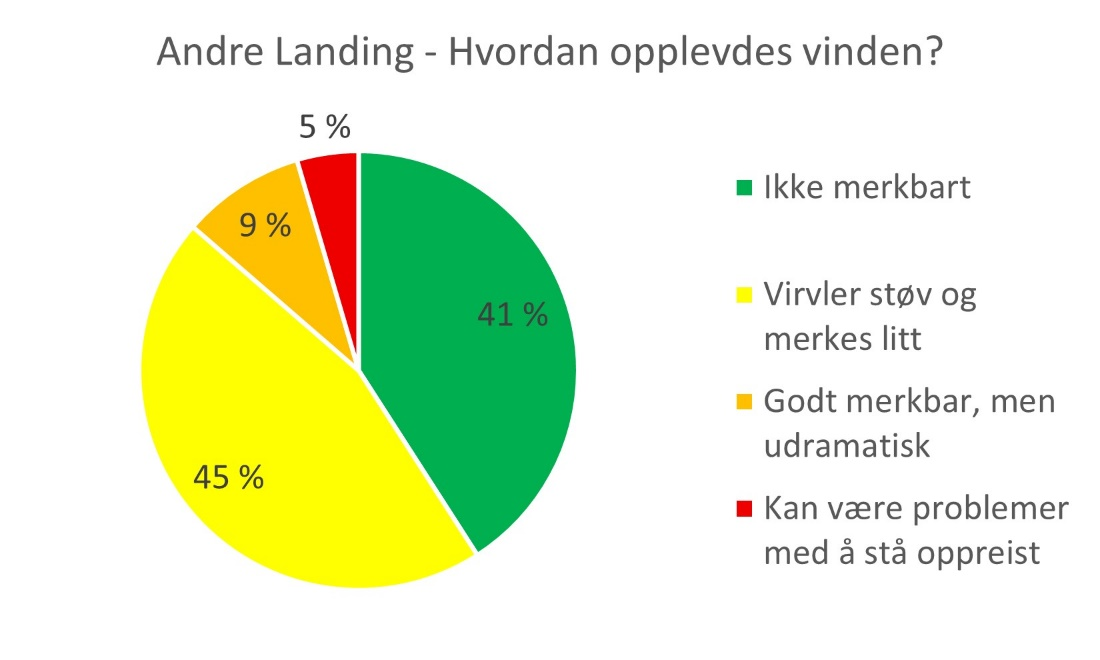 Andre Landing - Hvordan opplevdes vinden?
5 %
9 %
41 %
45 %
Ikke merkbart
Virvler støv og
merkes litt
Godt merkbar, men
udramatisk
Kan være problemer
med å stå oppreist